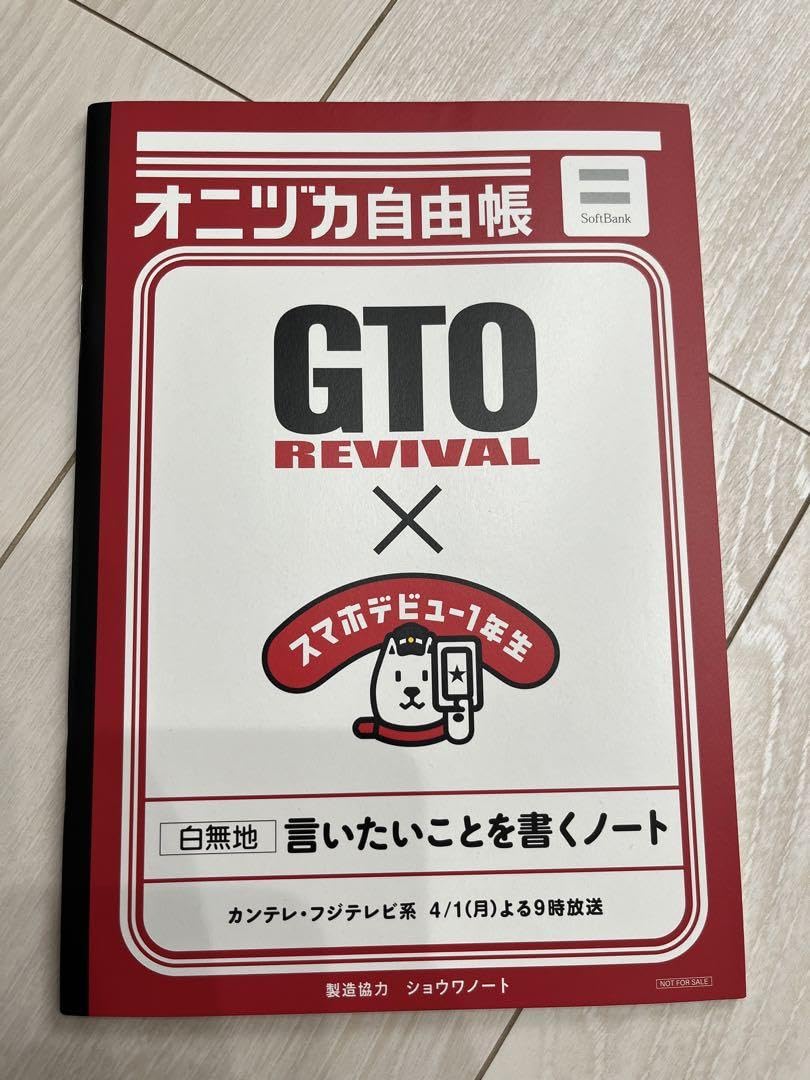 オニヅカ自由帳
SoftBank
GTO
REVIVAL
×
スマホデビュー1年生
白無地 言いたいことを書くノート
カンテレ・フジテレビ系 4/1(月)よる9時放送
製造協力 ショウワノート
NOT FOR SALE